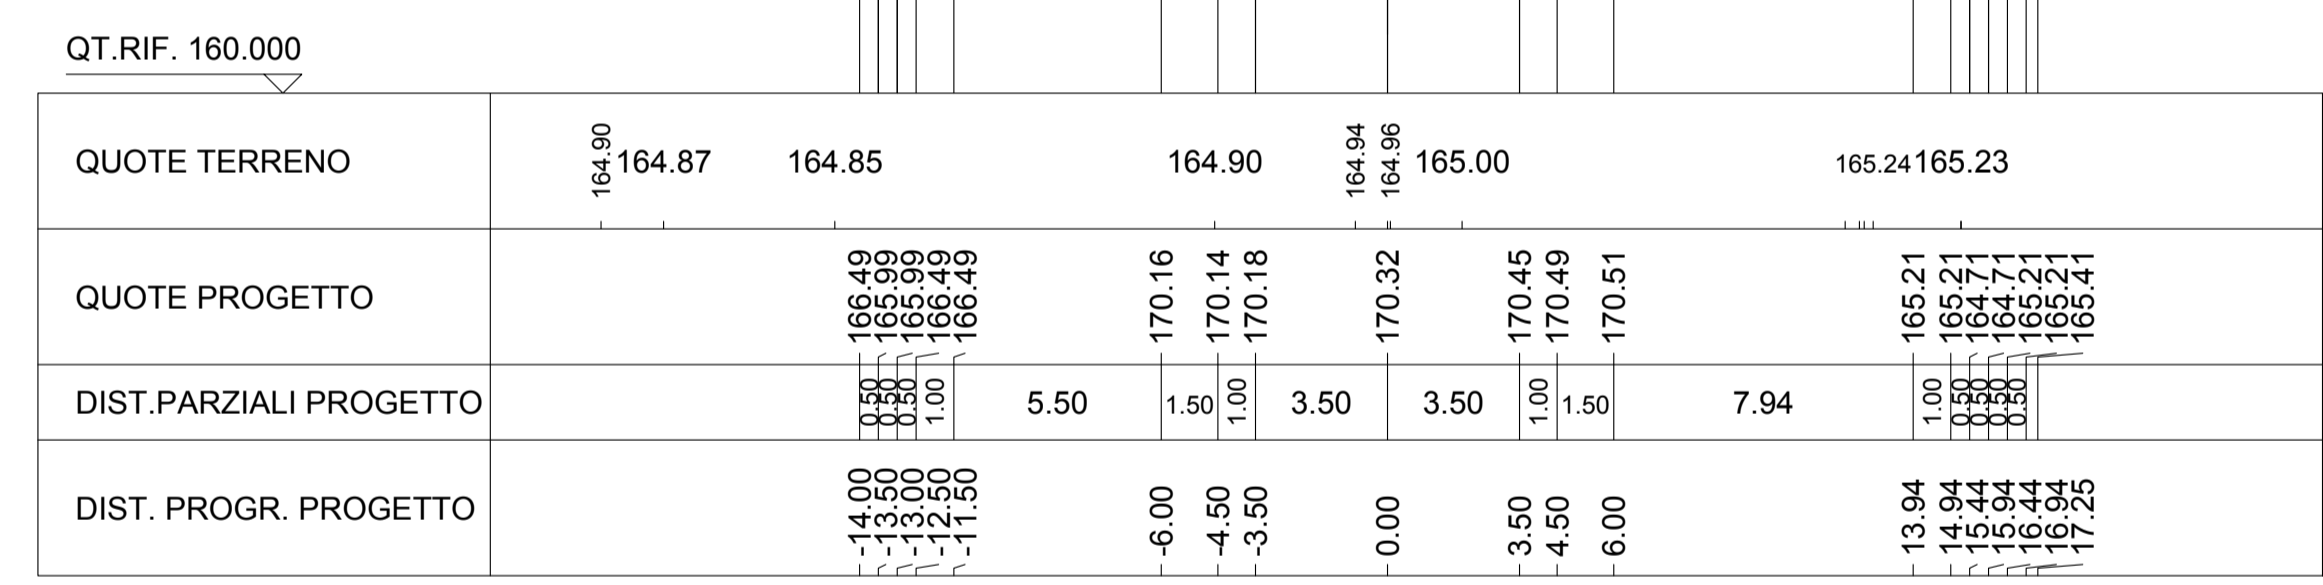 QT.RIF. 160.000
QUOTE TERRENO 164.90 164.87 164.85 164.90 164.94 164.96 165.00 165.24 165.23
QUOTE PROGETTO 166.49 165.99 165.99 166.49 166.49 170.16 170.14 170.18 170.32 170.45 170.49 170.51 165.21 165.21 164.71 164.71 165.21 165.21 165.41
DIST.PARZIALI PROGETTO 0.50 0.50 0.50 1.00 5.50 1.50 1.00 3.50 3.50 1.00 1.50 7.94 1.00 0.50 0.50 0.50 0.50
DIST. PROGR. PROGETTO -14.00 -13.50 -13.00 -12.50 -11.50 -6.00 -4.50 -3.50 0.00 3.50 4.50 6.00 13.94 14.94 15.44 15.94 16.44 16.94 17.25